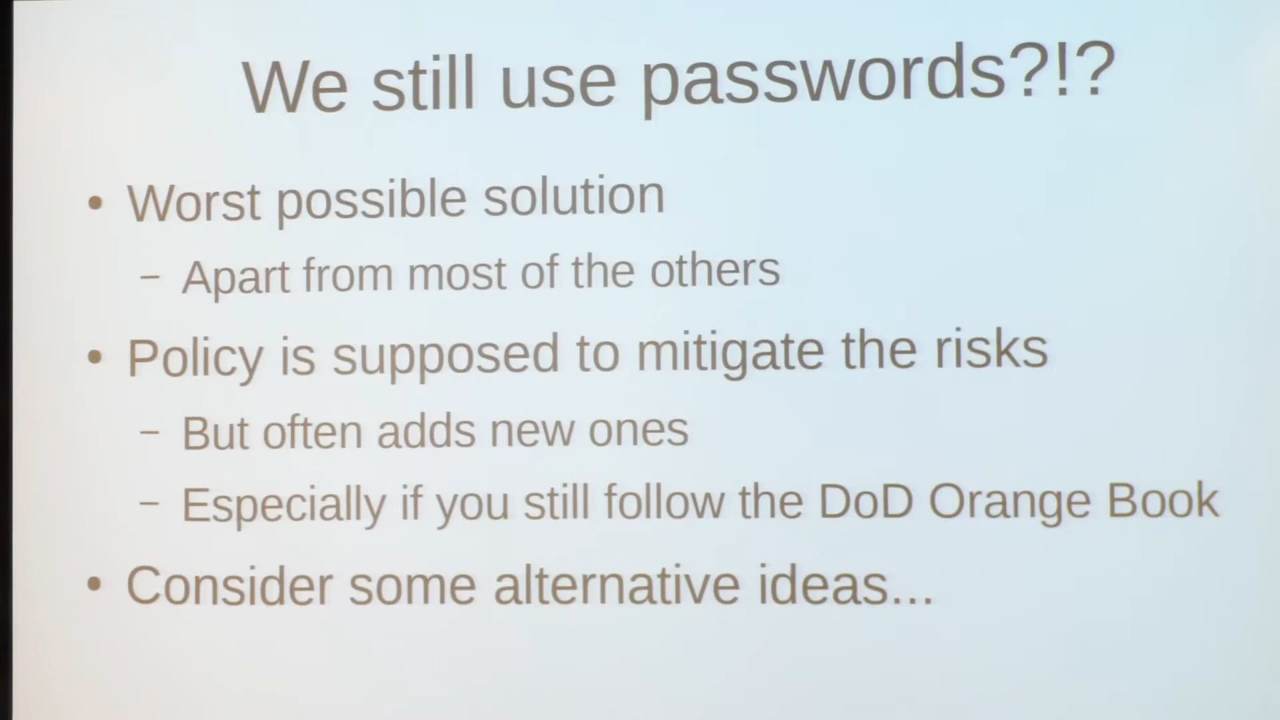 We still use passwords?!?
• Worst possible solution
– Apart from most of the others
• Policy is supposed to mitigate the risks
– But often adds new ones
– Especially if you still follow the DoD Orange Book
• Consider some alternative ideas...